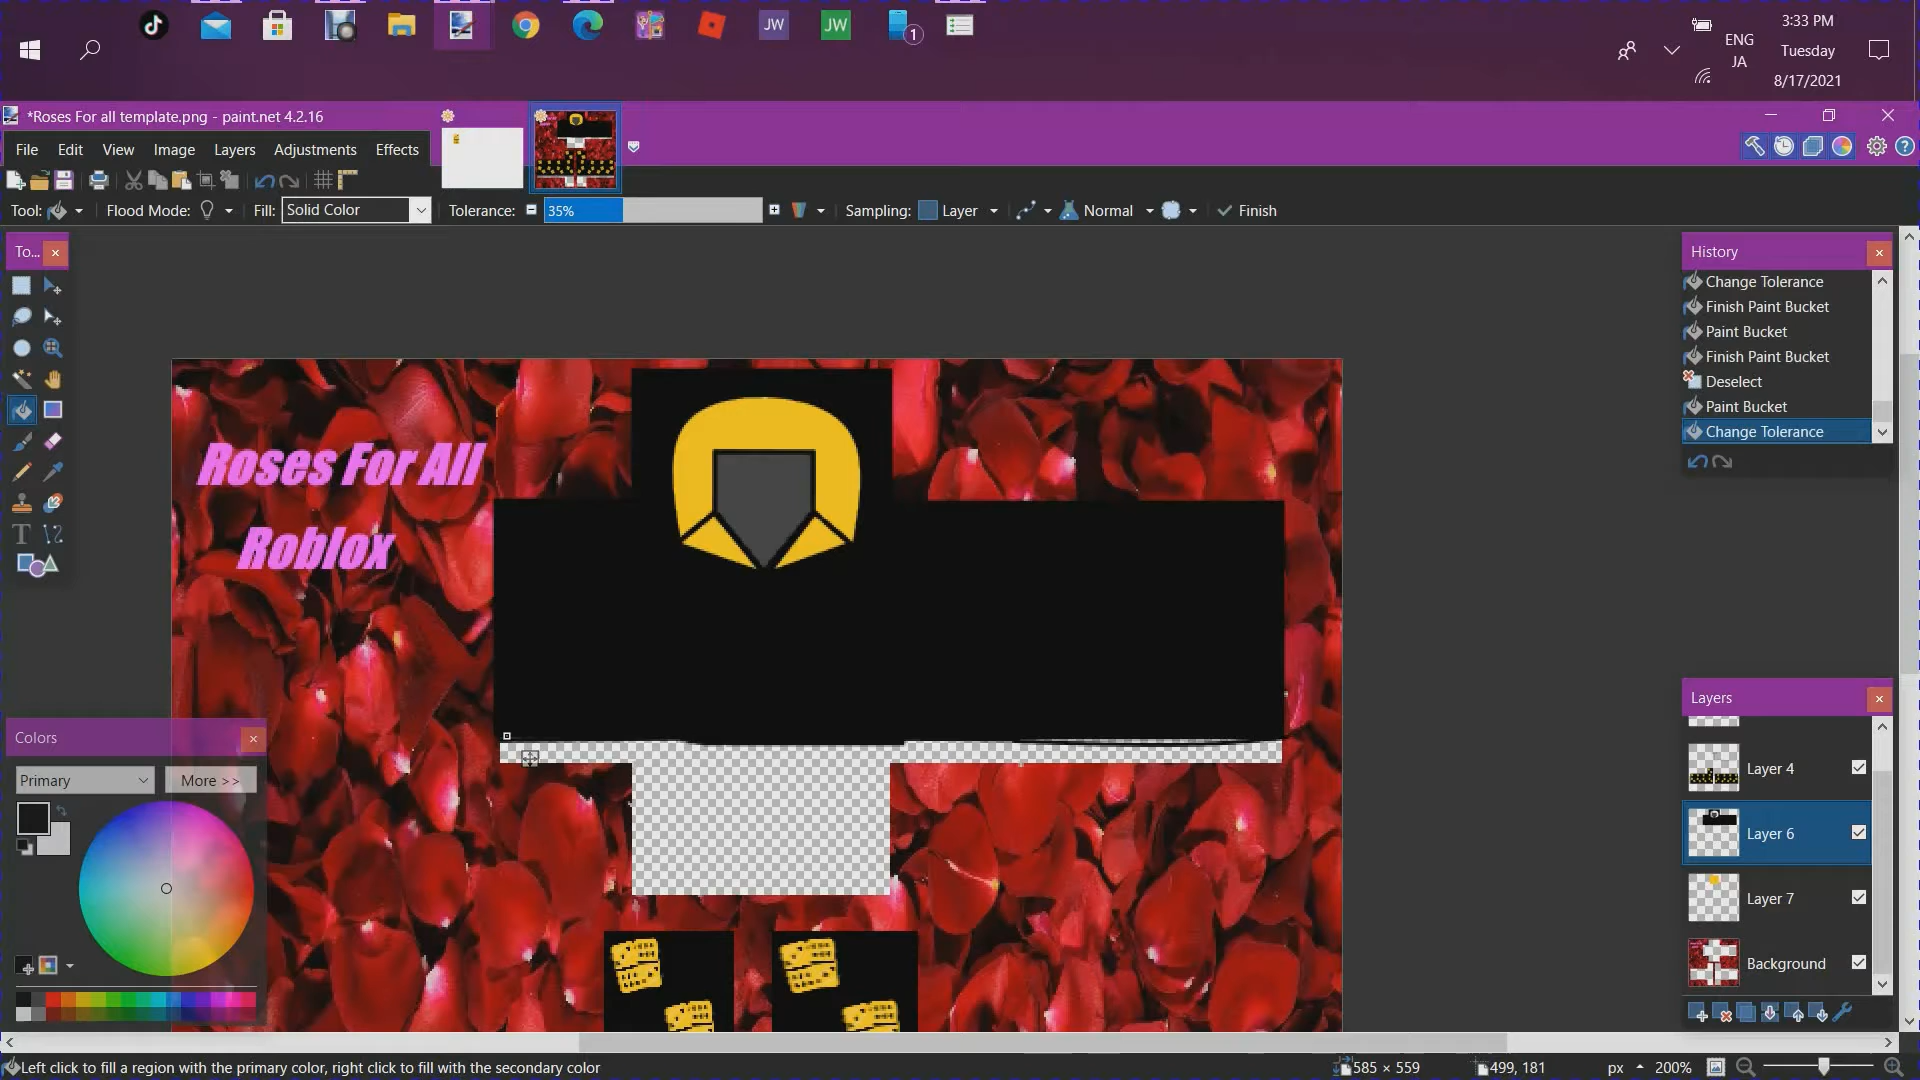 JW
JW
1
3:33 PM
ENG
Tuesday
JA
8/17/2021
*Roses For all template.png - paint.net 4.2.16
File Edit View Image Layers Adjustments Effects
Tool: Flood Mode: Fill: Solid Color Tolerance: 35% Sampling: Layer Normal Finish
To...
History
Change Tolerance
Finish Paint Bucket
Paint Bucket
Finish Paint Bucket
Deselect
Paint Bucket
Change Tolerance
Roses For All
Roblox
Colors
Primary More >>
Layers
Layer 4
Layer 6
Layer 7
Background
Left click to fill a region with the primary color, right click to fill with the secondary color 585 × 559 499, 181 px 200%